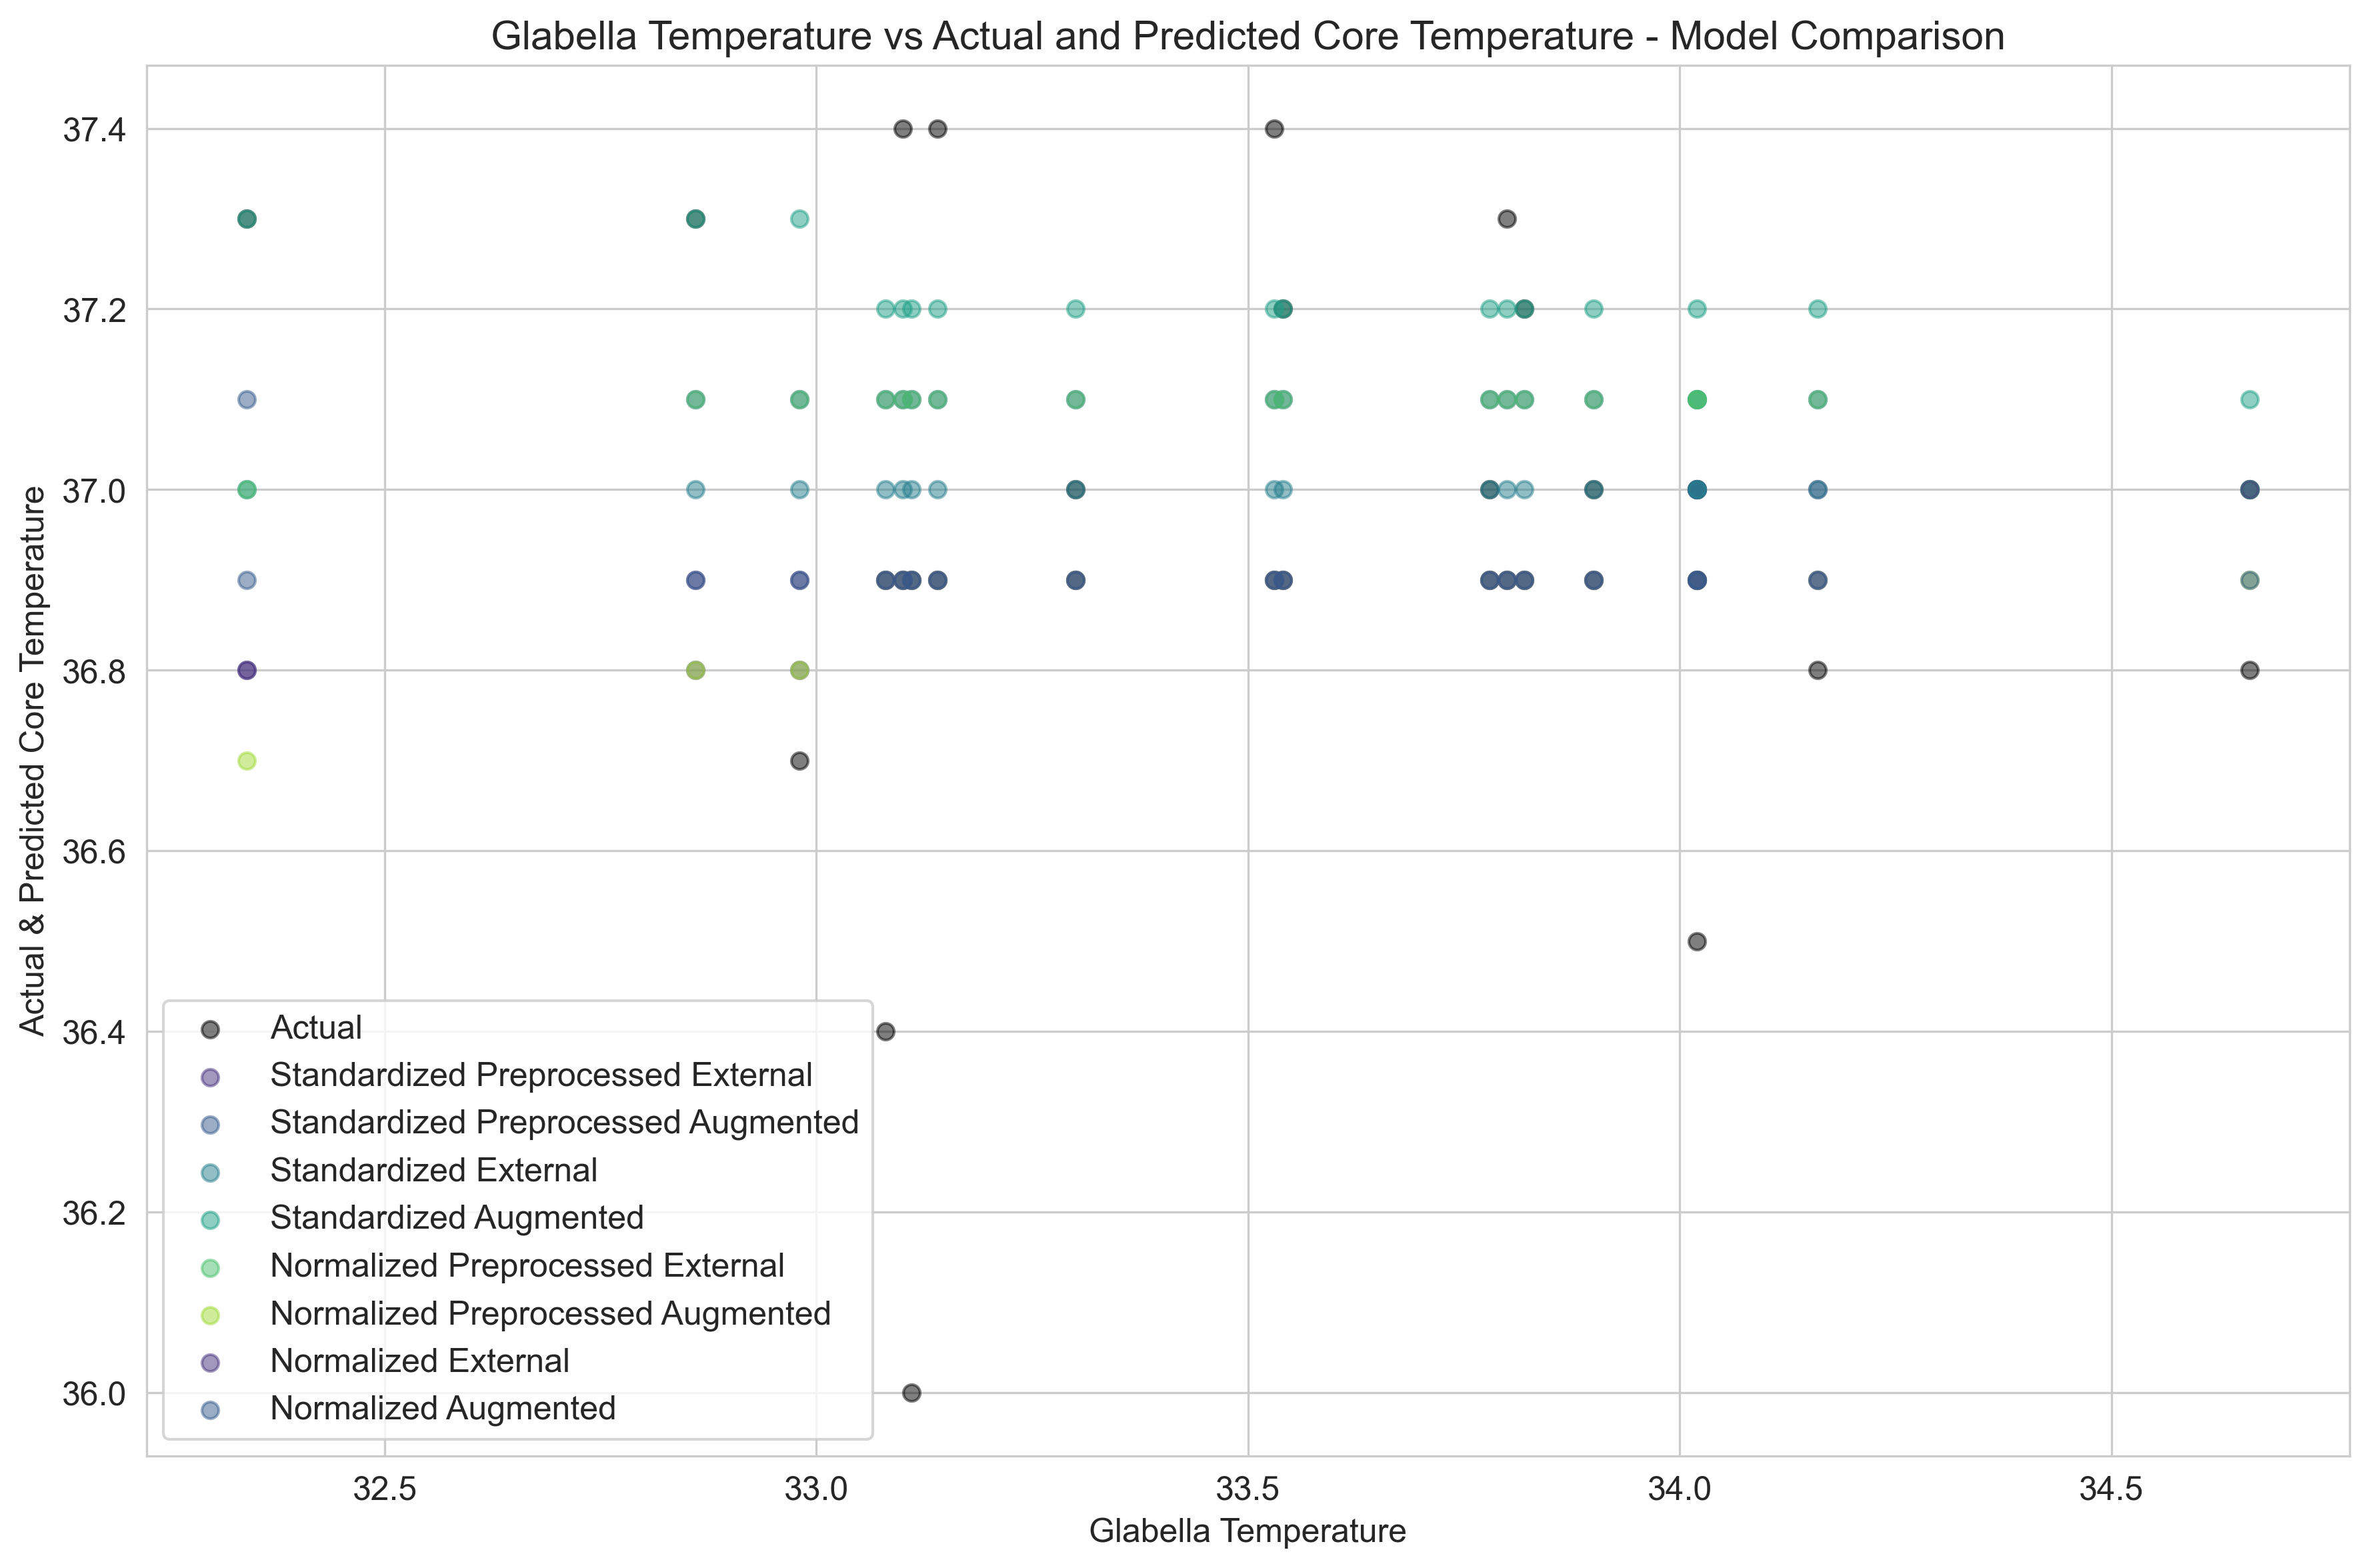 Glabella Temperature vs Actual and Predicted Core Temperature - Model Comparison
Actual & Predicted Core Temperature
37.4
37.2
37.0
36.8
36.6
36.4
36.2
36.0
Actual
Standardized Preprocessed External
Standardized Preprocessed Augmented
Standardized External
Standardized Augmented
Normalized Preprocessed External
Normalized Preprocessed Augmented
Normalized External
Normalized Augmented
32.5 33.0 33.5 34.0 34.5
Glabella Temperature